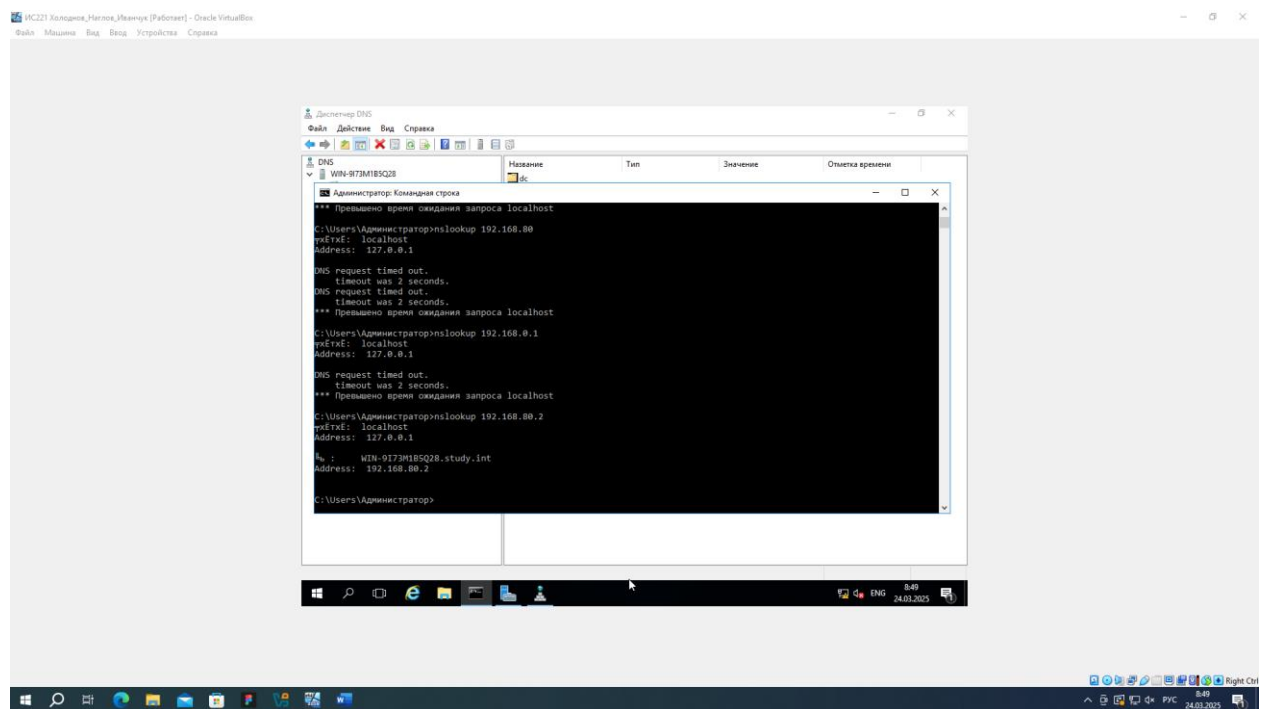 ИС221 Холоднов_Наглов_Иванчук [Работает] - Oracle VirtualBox
Файл Машина Вид Ввод Устройства Справка
Диспетчер DNS
Файл Действие Вид Справка
DNS
WIN-9I73M1B5Q28
Название Тип Значение Отметка времени
dc
Администратор: Командная строка
*** Превышено время ожидания запроса localhost
C:\Users\Администратор>nslookup 192.168.80
╤хЁтхЁ: localhost
Address: 127.0.0.1
DNS request timed out.
timeout was 2 seconds.
DNS request timed out.
timeout was 2 seconds.
*** Превышено время ожидания запроса localhost
C:\Users\Администратор>nslookup 192.168.0.1
╤хЁтхЁ: localhost
Address: 127.0.0.1
DNS request timed out.
timeout was 2 seconds.
*** Превышено время ожидания запроса localhost
C:\Users\Администратор>nslookup 192.168.80.2
╤хЁтхЁ: localhost
Address: 127.0.0.1
: WIN-9I73M1B5Q28.study.int
Address: 192.168.80.2
C:\Users\Администратор>
ENG 8:49
24.03.2025
Right Ctrl
РУС 8:49
24.03.2025